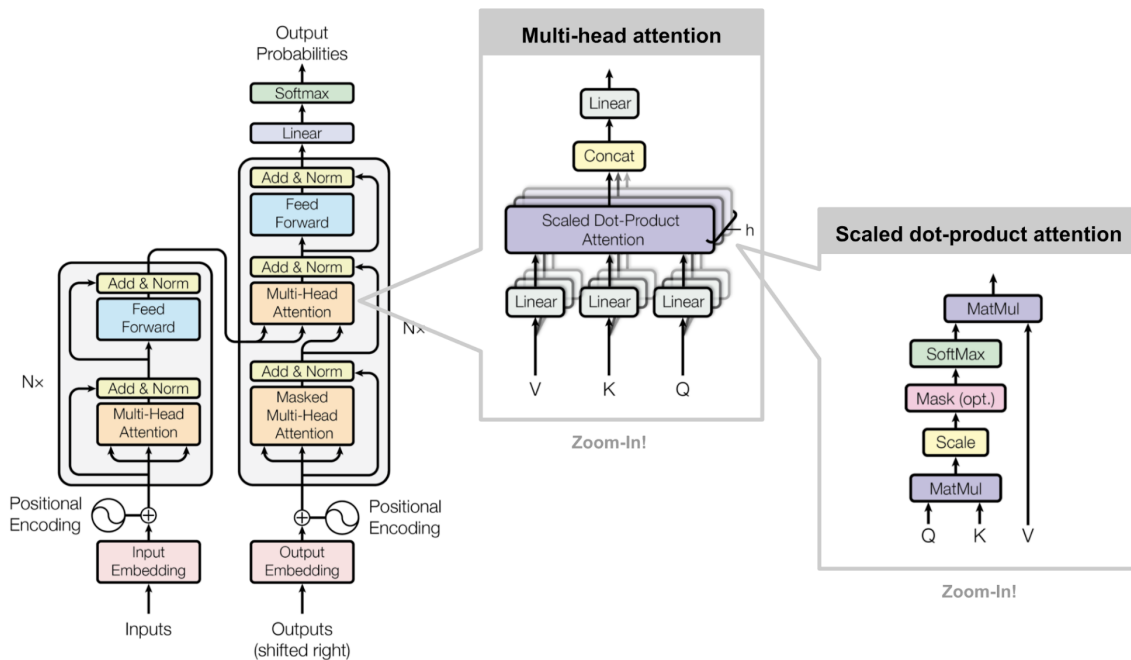 Output
Probabilities
Softmax
Linear
Add & Norm
Feed
Forward
Add & Norm
Multi-Head
Attention
Nx
Add & Norm
Masked
Multi-Head
Attention
Positional
Encoding
Output
Embedding
Outputs
(shifted right)
Add & Norm
Feed
Forward
Nx
Add & Norm
Multi-Head
Attention
Positional
Encoding
Input
Embedding
Inputs
Multi-head attention
Linear
Concat
Scaled Dot-Product
Attention
h
Linear Linear Linear
V K Q
Zoom-In!
Scaled dot-product attention
MatMul
SoftMax
Mask (opt.)
Scale
MatMul
Q K V
Zoom-In!